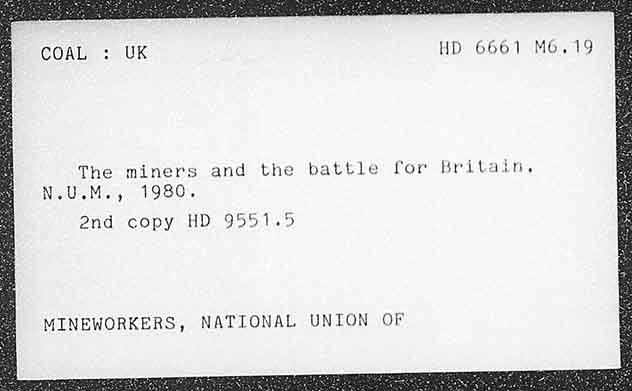 COAL : UK
HD 6661 M6.19
The miners and the battle for Britain.
N.U.M., 1980.
2nd copy HD 9551.5
MINEWORKERS, NATIONAL UNION OF